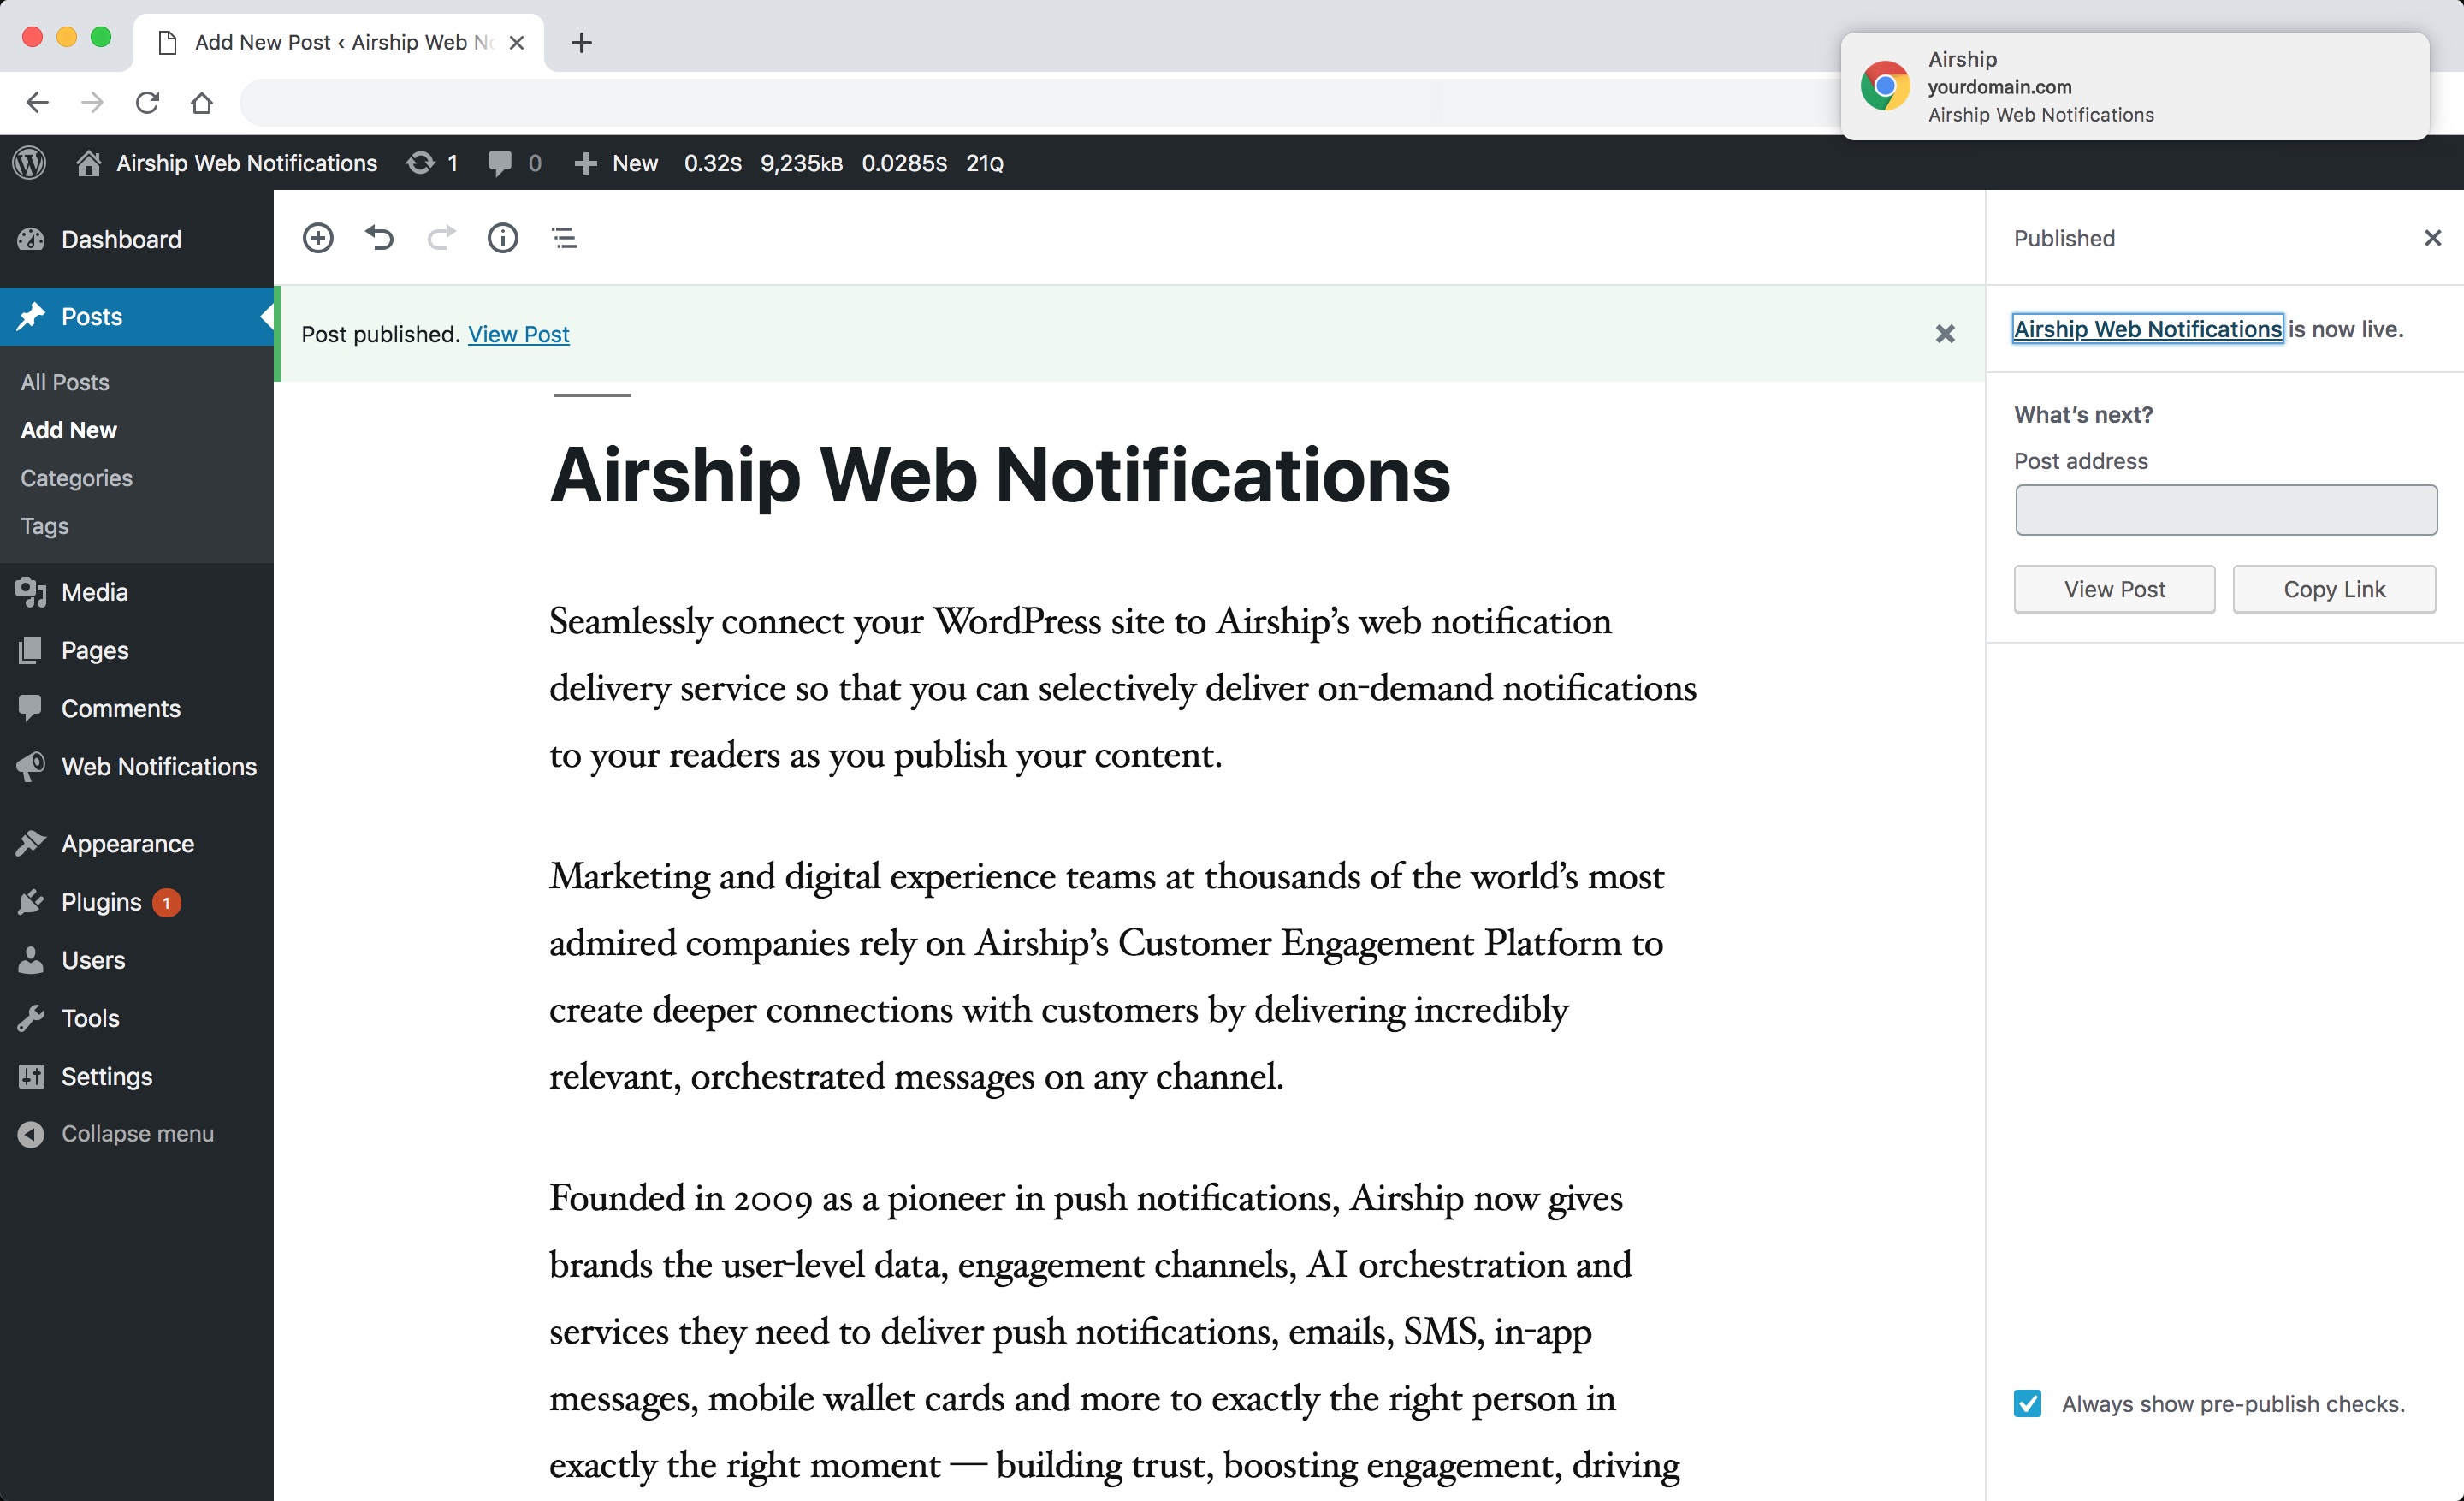 Add New Post ‹ Airship Web No
Airship
yourdomain.com
Airship Web Notifications
Airship Web Notifications 1 0 New 0.32S 9,235KB 0.0285S 21Q
Dashboard
Posts
All Posts
Add New
Categories
Tags
Media
Pages
Comments
Web Notifications
Appearance
Plugins 1
Users
Tools
Settings
Collapse menu
Post published. View Post
Airship Web Notifications
Seamlessly connect your WordPress site to Airship’s web notification
delivery service so that you can selectively deliver on-demand notifications
to your readers as you publish your content.
Marketing and digital experience teams at thousands of the world’s most
admired companies rely on Airship’s Customer Engagement Platform to
create deeper connections with customers by delivering incredibly
relevant, orchestrated messages on any channel.
Founded in 2009 as a pioneer in push notifications, Airship now gives
brands the user-level data, engagement channels, AI orchestration and
services they need to deliver push notifications, emails, SMS, in-app
messages, mobile wallet cards and more to exactly the right person in
exactly the right moment — building trust, boosting engagement, driving
Published
Airship Web Notifications is now live.
What’s next?
Post address
View Post
Copy Link
Always show pre-publish checks.